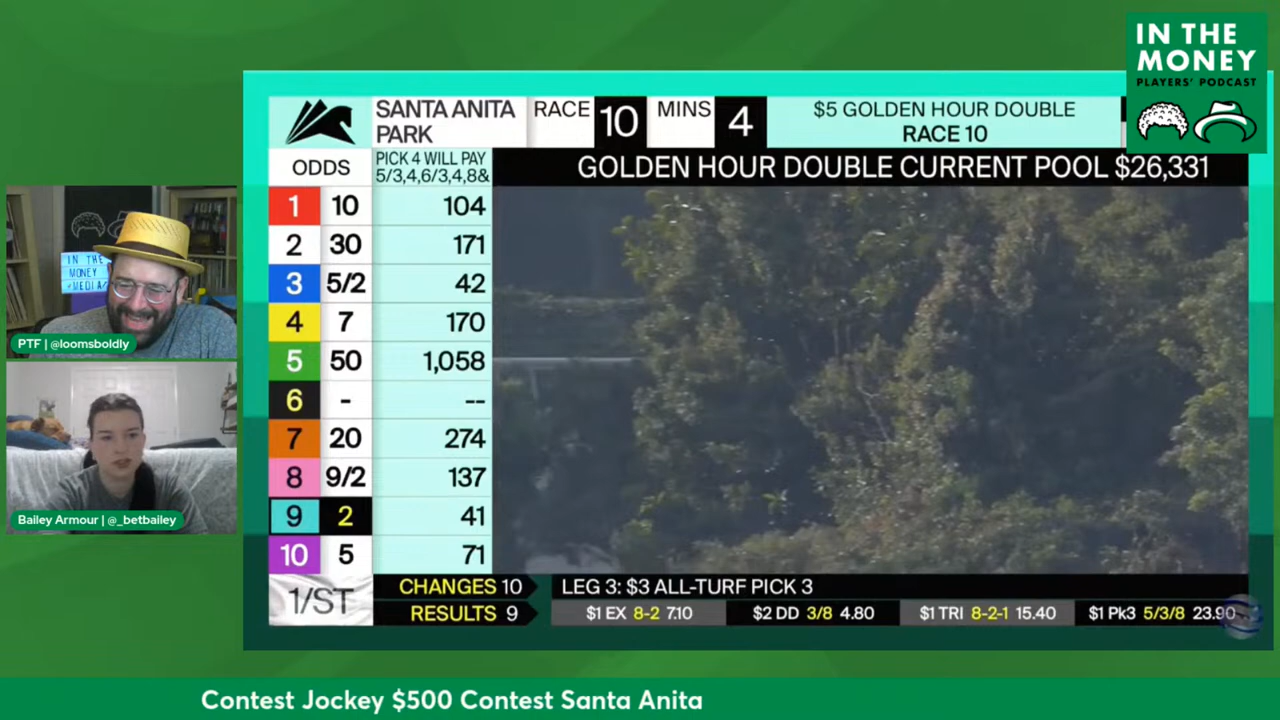 IN THE
MONEY
PLAYERS' PODCAST
SANTA ANITA
PARK
RACE 10
MINS 4
$5 GOLDEN HOUR DOUBLE
RACE 10
ODDS
PICK 4 WILL PAY
5/3,4,6/3,4,8&
GOLDEN HOUR DOUBLE CURRENT POOL $26,331
1 10 104
2 30 171
3 5/2 42
4 7 170
5 50 1,058
6 - --
7 20 274
8 9/2 137
9 2 41
10 5 71
IN THE
MONEY
MEDIA
PTF | @loomsboldly
Bailey Armour | @_betbailey
1/ST
CHANGES 10 LEG 3: $3 ALL-TURF PICK 3
RESULTS 9 $1 EX 8-2 7.10 $2 DD 3/8 4.80 $1 TRI 8-2-1 15.40 $1 Pk3 5/3/8 23.90
Contest Jockey $500 Contest Santa Anita